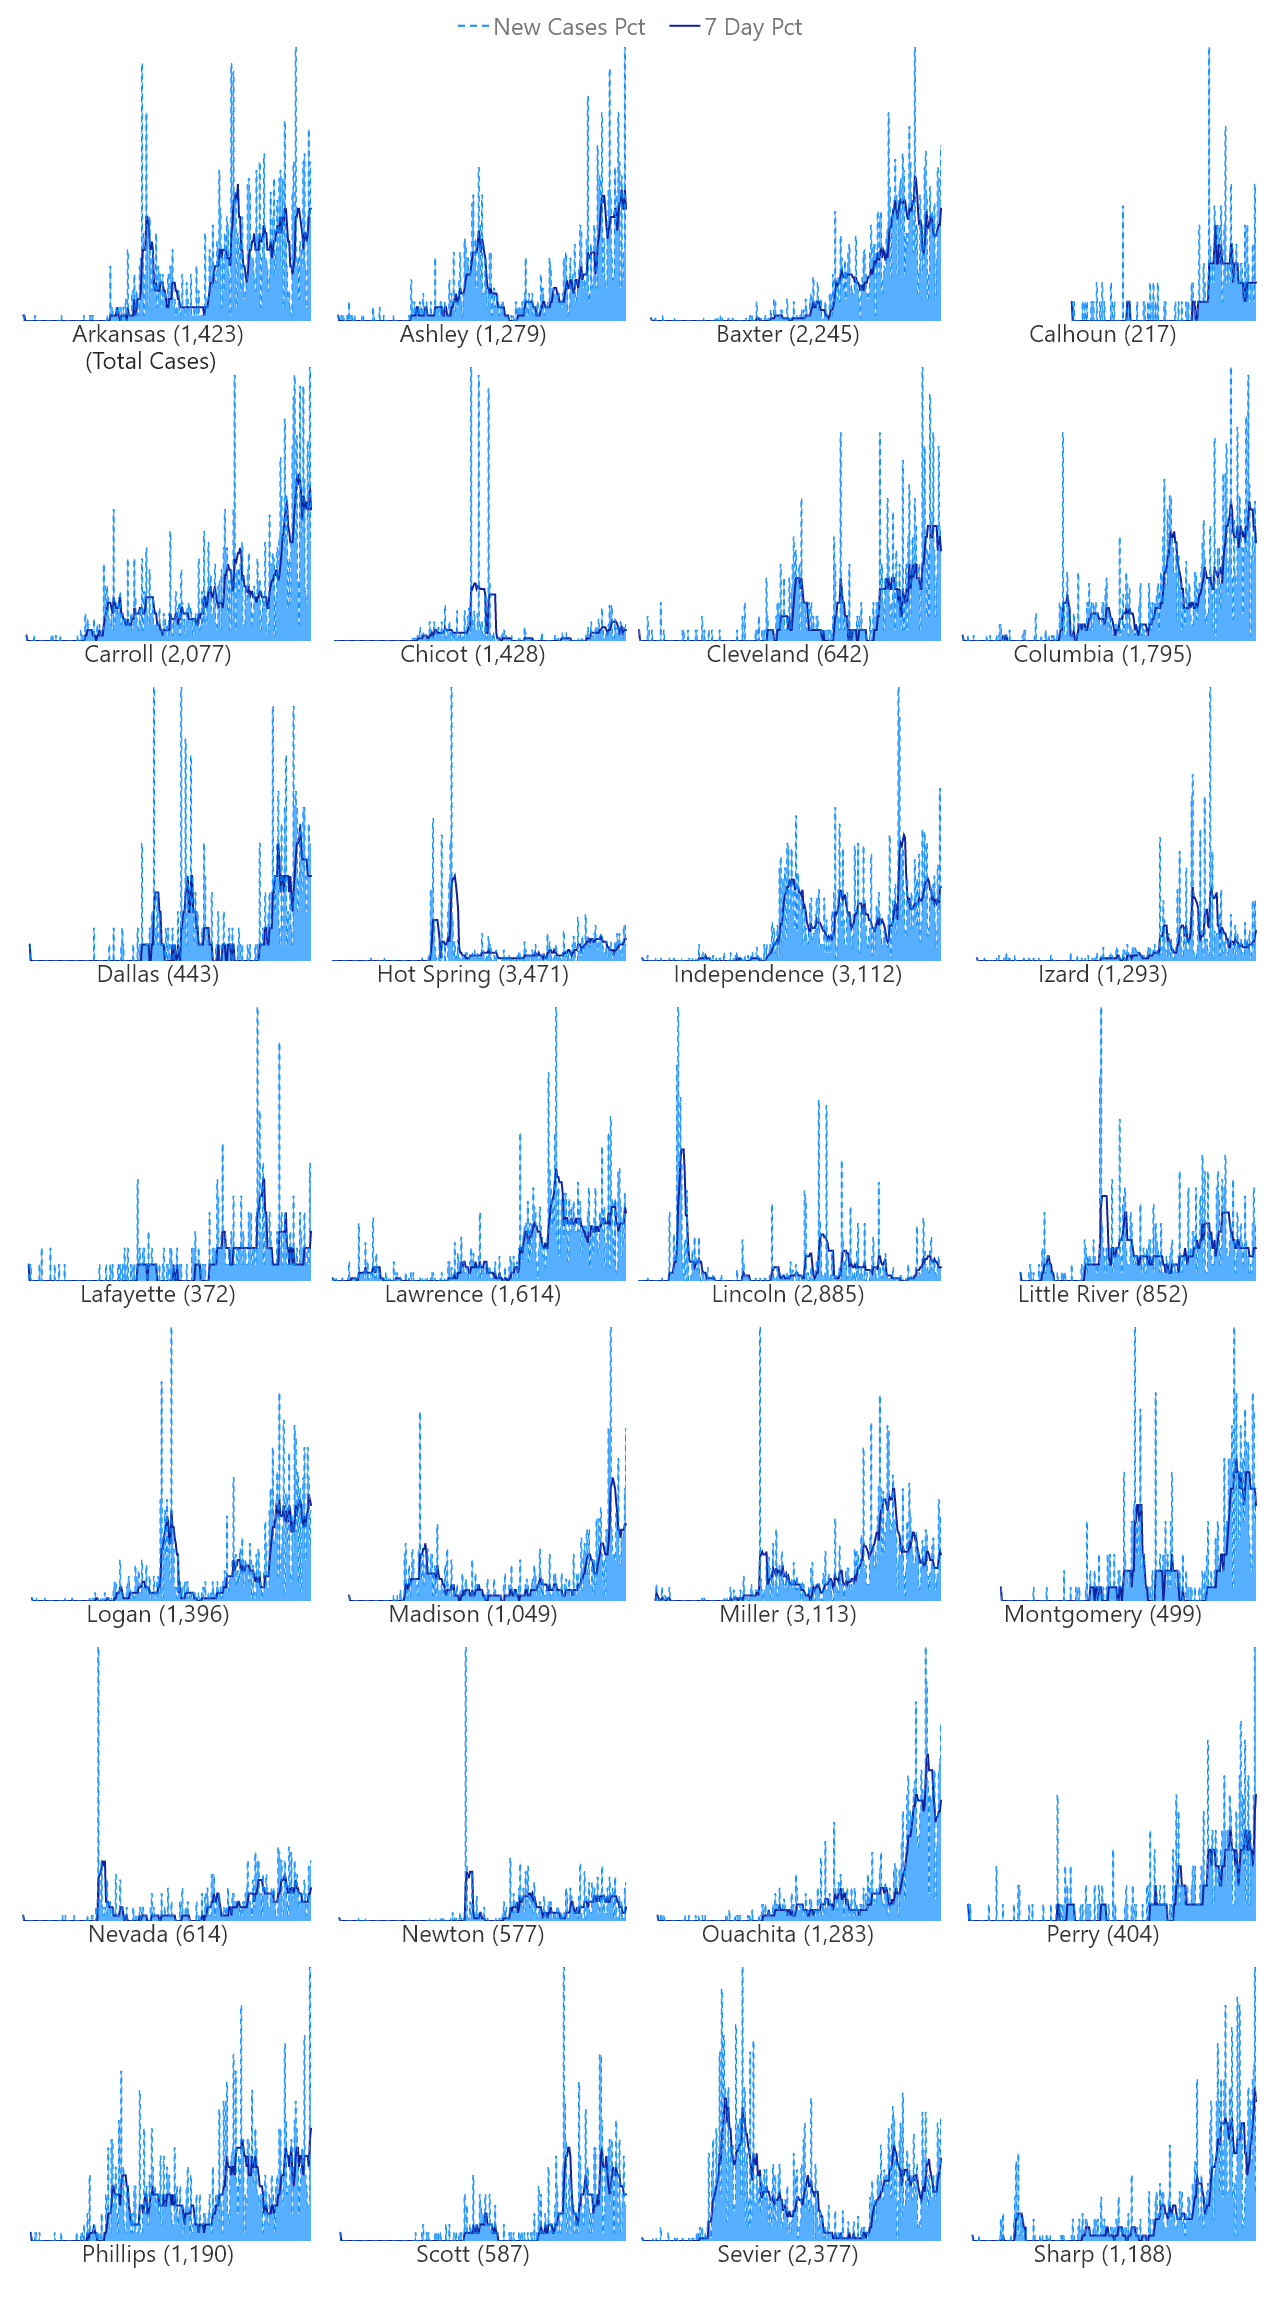 New Cases Pct 7 Day Pct
Arkansas (1,423) Ashley (1,279) Baxter (2,245) Calhoun (217)
(Total Cases)
Carroll (2,077) Chicot (1,428) Cleveland (642) Columbia (1,795)
Dallas (443) Hot Spring (3,471) Independence (3,112) Izard (1,293)
Lafayette (372) Lawrence (1,614) Lincoln (2,885) Little River (852)
Logan (1,396) Madison (1,049) Miller (3,113) Montgomery (499)
Nevada (614) Newton (577) Ouachita (1,283) Perry (404)
Phillips (1,190) Scott (587) Sevier (2,377) Sharp (1,188)